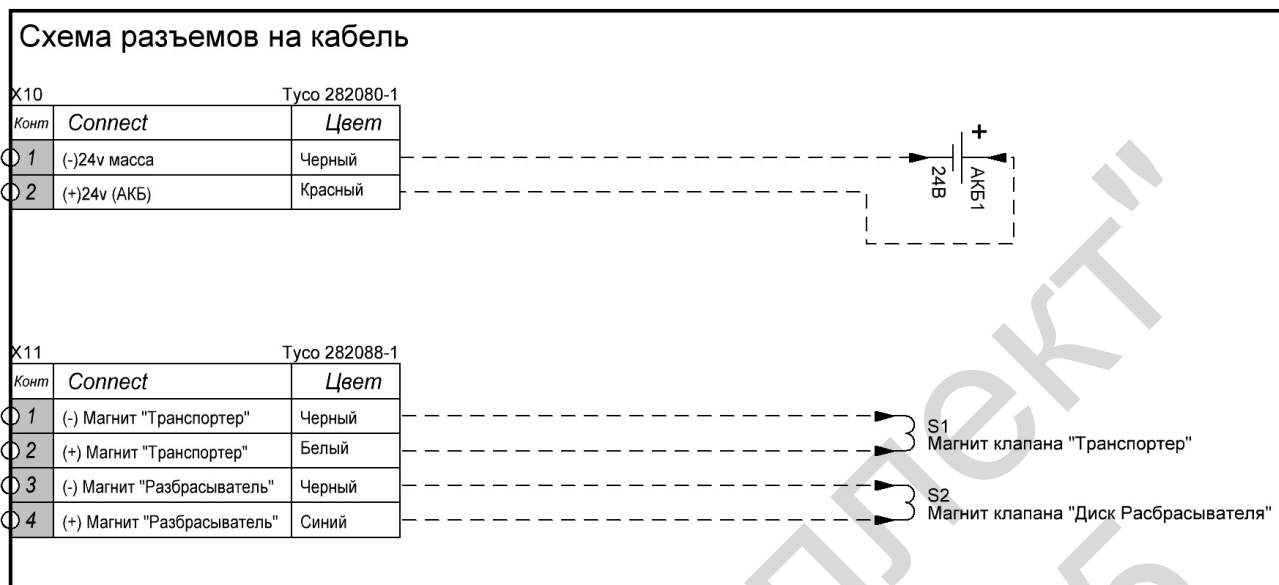 Схема разъемов на кабель
X10 Tyco 282080-1
Конт Connect Цвет
1 (-)24v масса Черный
2 (+)24v (АКБ) Красный
+
24В
АКБ1
X11 Tyco 282088-1
Конт Connect Цвет
1 (-) Магнит "Транспортер" Черный
2 (+) Магнит "Транспортер" Белый
3 (-) Магнит "Разбрасыватель" Черный
4 (+) Магнит "Разбрасыватель" Синий
S1
Магнит клапана "Транспортер"
S2
Магнит клапана "Диск Расбрасывателя"